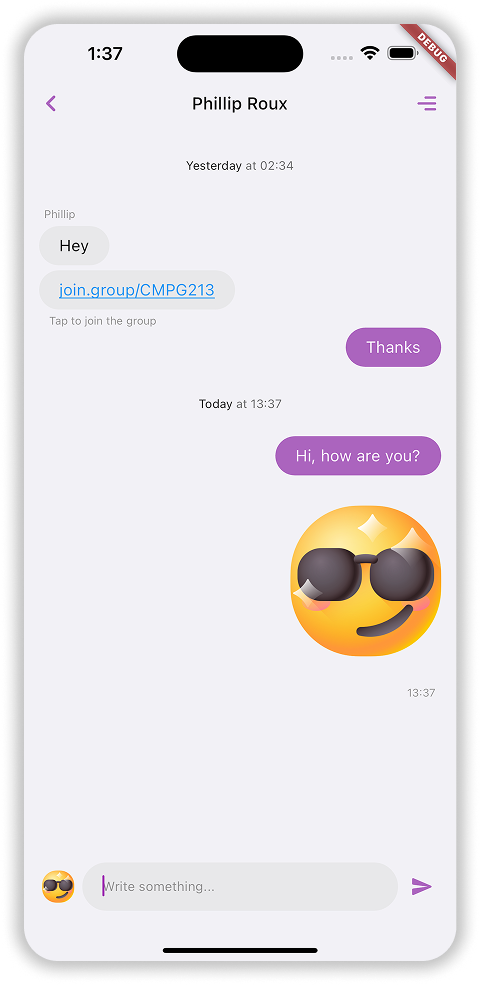 1:37
DEBUG
Phillip Roux
Yesterday at 02:34
Phillip
Hey
join.group/CMPG213
Tap to join the group
Thanks
Today at 13:37
Hi, how are you?
13:37
Write something...